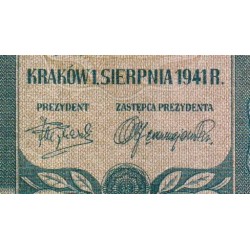 KRAKÓW 1. SIERPNIA 1941 R.
PREZYDENT ZASTĘPCA PREZYDENTA